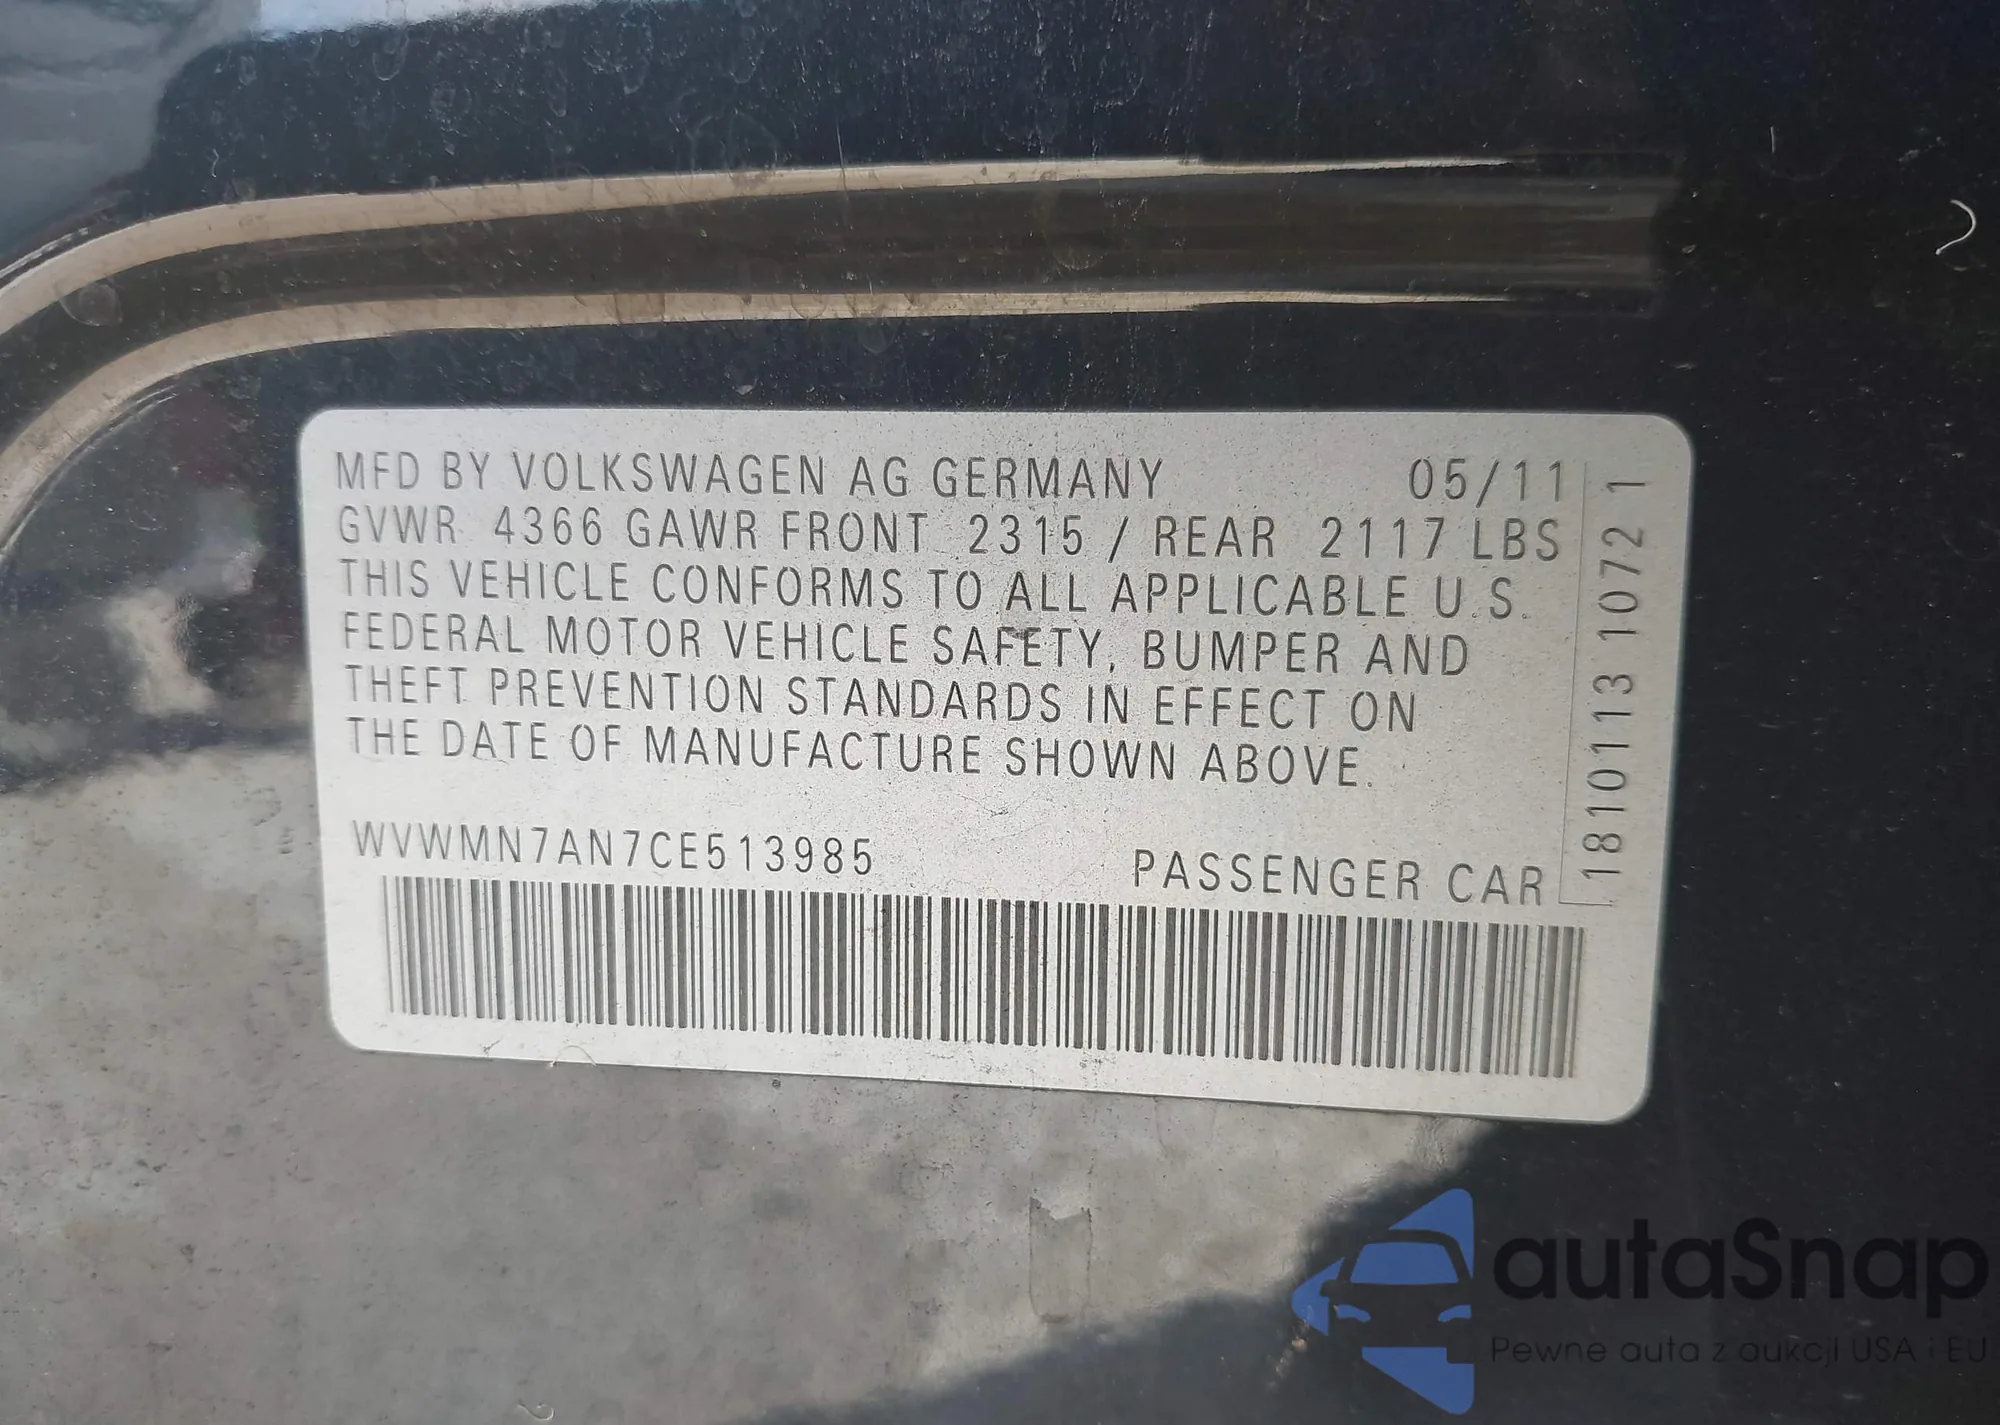 MFD BY VOLKSWAGEN AG GERMANY 05/11
GVWR 4366 GAWR FRONT 2315 / REAR 2117 LBS
THIS VEHICLE CONFORMS TO ALL APPLICABLE U.S.
FEDERAL MOTOR VEHICLE SAFETY, BUMPER AND
THEFT PREVENTION STANDARDS IN EFFECT ON
THE DATE OF MANUFACTURE SHOWN ABOVE.
WVWMN7AN7CE513985
PASSENGER CAR
1810113 1072 1
autaSnap
Pewne auta z aukcji USA i EU